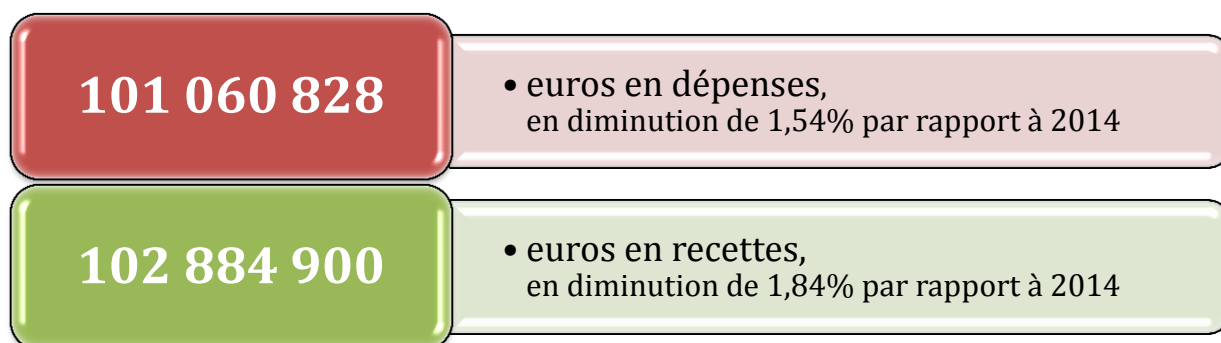 101 060 828
• euros en dépenses,
en diminution de 1,54% par rapport à 2014
102 884 900
• euros en recettes,
en diminution de 1,84% par rapport à 2014